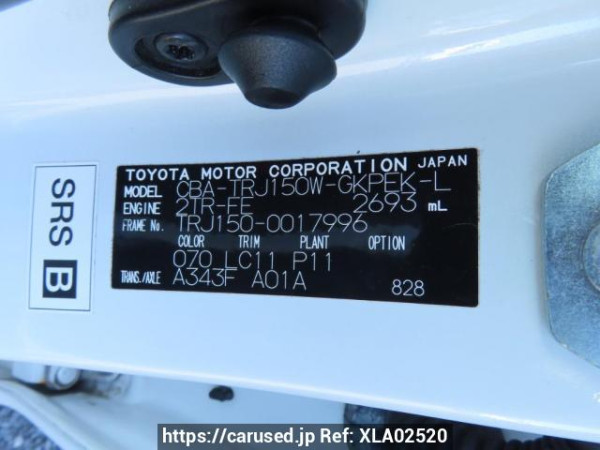 SRS B
TOYOTA MOTOR CORPORATION JAPAN
MODEL CBA-TRJ150W-GKPEK-L
ENGINE 2TR-FE 2693 mL
FRAME No. TRJ150-0017996
COLOR TRIM PLANT OPTION
070 LC11 P11
TRANS./AXLE A343F A01A
828
https://carused.jp Ref: XLA02520